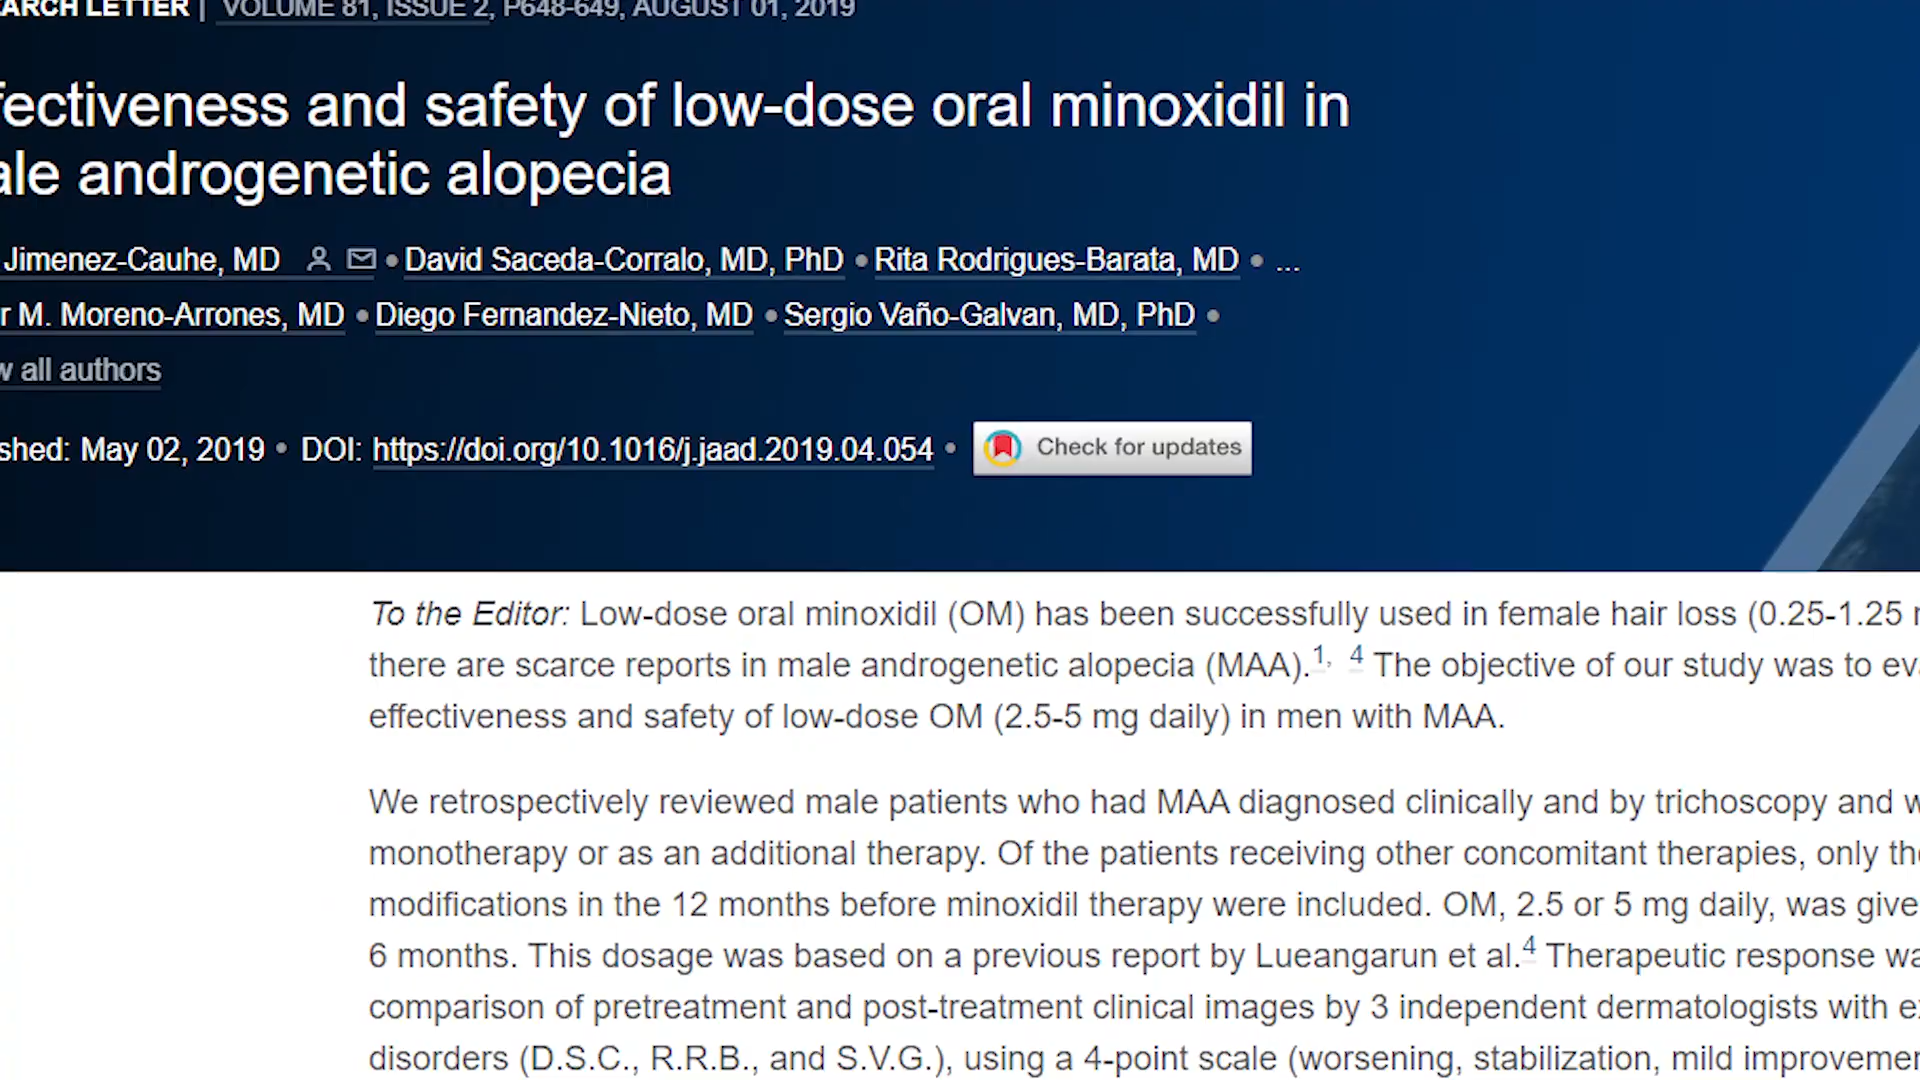 LETTER | VOLUME 81, ISSUE 2, P648-649, AUGUST 01, 2019
and safety of low-dose oral minoxidil in
androgenetic alopecia
Jimenez-Cauhe, MD • David Saceda-Corralo, MD, PhD • Rita Rodrigues-Barata, MD • ...
M. Moreno-Arrones, MD • Diego Fernandez-Nieto, MD • Sergio Vaño-Galvan, MD, PhD •
all authors
May 02, 2019 • DOI: https://doi.org/10.1016/j.jaad.2019.04.054 • Check for updates
To the Editor: Low-dose oral minoxidil (OM) has been successfully used in female hair loss (0.25-1.25
there are scarce reports in male androgenetic alopecia (MAA).1, 4 The objective of our study was to
effectiveness and safety of low-dose OM (2.5-5 mg daily) in men with MAA.
We retrospectively reviewed male patients who had MAA diagnosed clinically and by trichoscopy and
monotherapy or as an additional therapy. Of the patients receiving other concomitant therapies, only
modifications in the 12 months before minoxidil therapy were included. OM, 2.5 or 5 mg daily, was
6 months. This dosage was based on a previous report by Lueangarun et al.4 Therapeutic response
comparison of pretreatment and post-treatment clinical images by 3 independent dermatologists with
disorders (D.S.C., R.R.B., and S.V.G.), using a 4-point scale (worsening, stabilization, mild